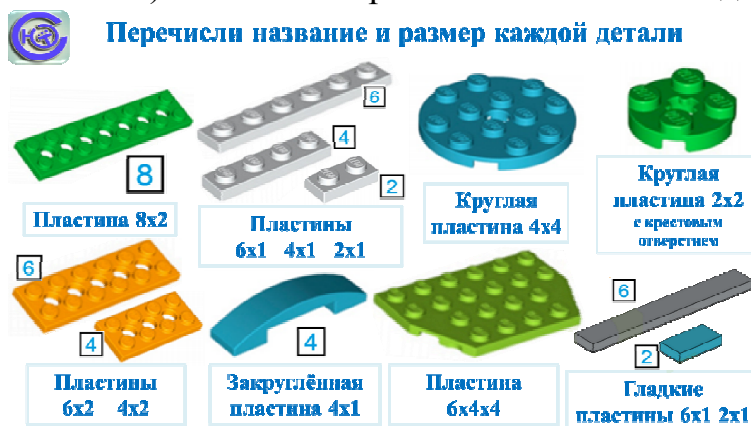 Перечисли название и размер каждой детали
8
Пластина 8х2
6
4
2
Пластины
6х1 4х1 2х1
Круглая
пластина 4х4
Круглая
пластина 2х2
с крестовым
отверстием
6
4
Пластины
6х2 4х2
4
Закруглённая
пластина 4х1
Пластина
6х4х4
6
2
Гладкие
пластины 6х1 2х1